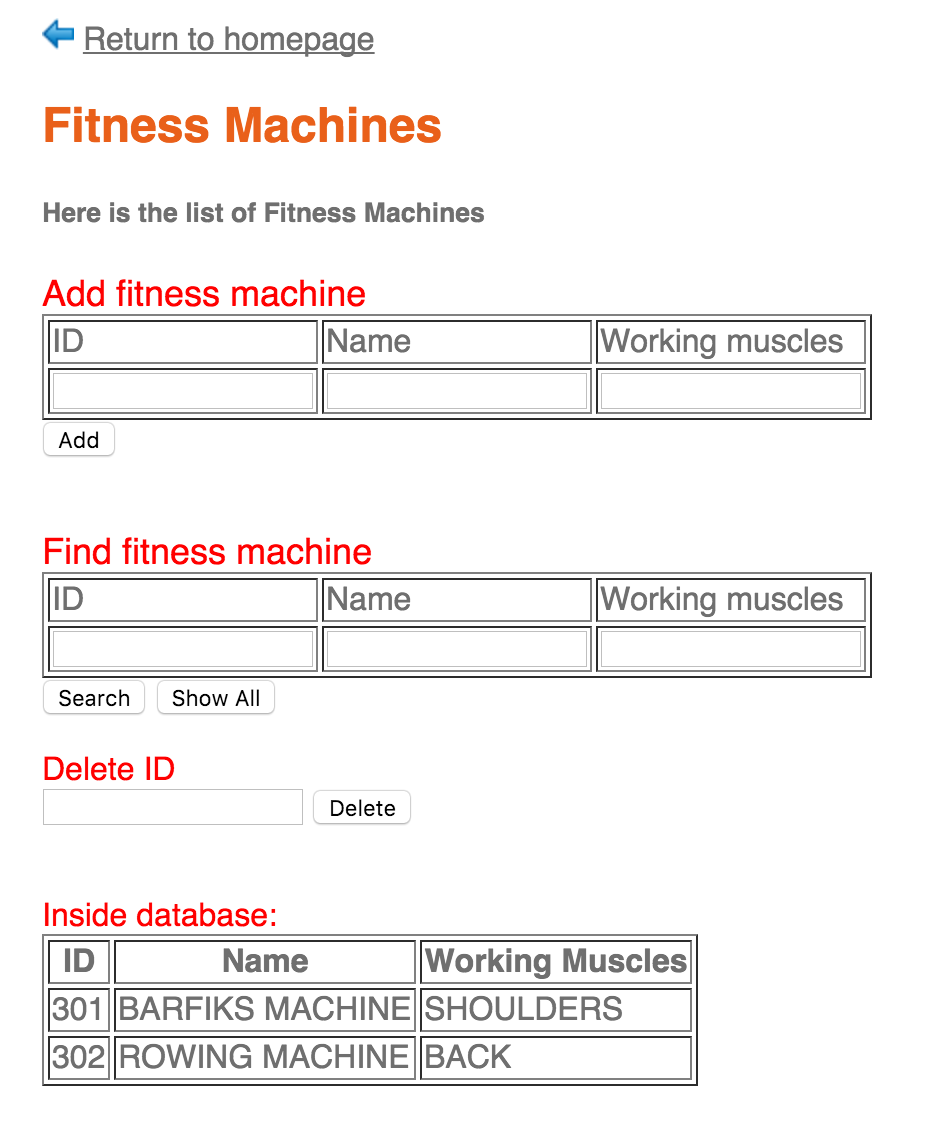 Return to homepage
Fitness Machines
Here is the list of Fitness Machines
Add fitness machine
ID Name Working muscles
Add
Find fitness machine
ID Name Working muscles
Search Show All
Delete ID
Delete
Inside database:
ID Name Working Muscles
301 BARFIKS MACHINE SHOULDERS
302 ROWING MACHINE BACK